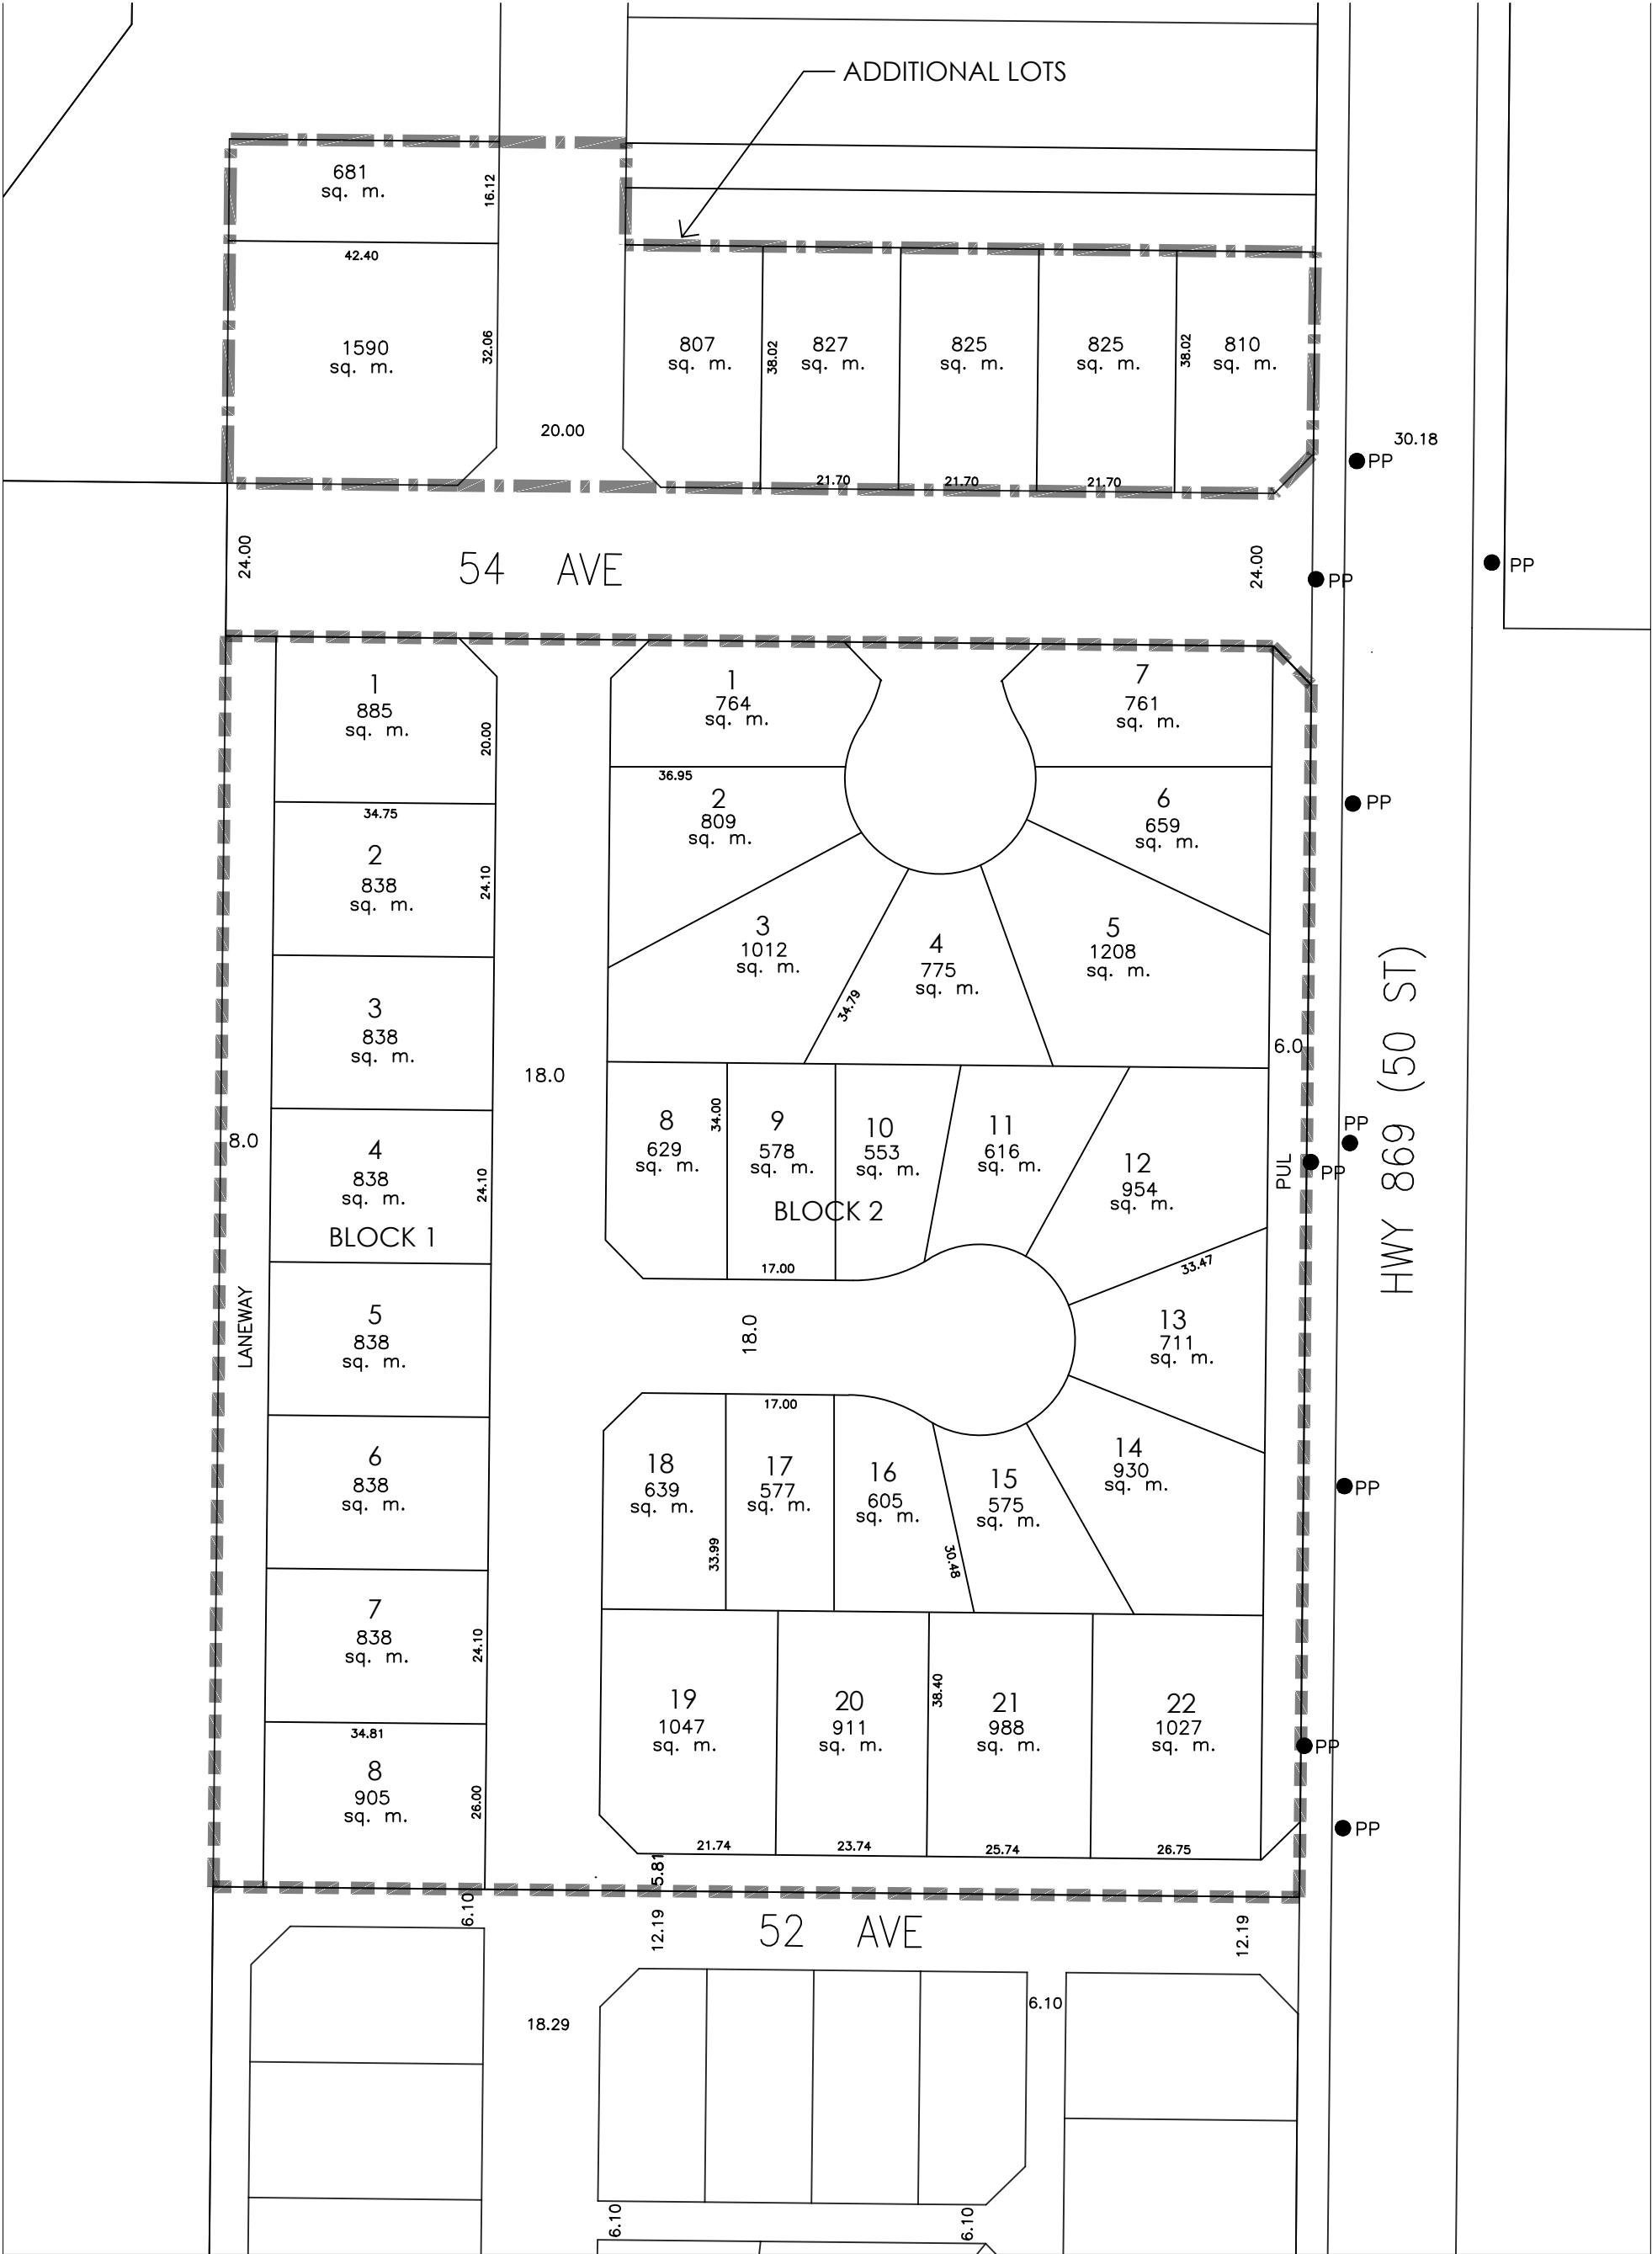 ADDITIONAL LOTS
681
sq. m.
16.12
42.40
1590
sq. m.
32.06
20.00
807
sq. m.
38.02
827
sq. m.
825
sq. m.
825
sq. m.
38.02
810
sq. m.
21.70
21.70
21.70
30.18
PP
24.00
54 AVE
24.00
PP
PP
1
885
sq. m.
20.00
34.75
2
838
sq. m.
24.10
3
838
sq. m.
4
838
sq. m.
24.10
BLOCK 1
5
838
sq. m.
6
838
sq. m.
7
838
sq. m.
24.10
34.81
8
905
sq. m.
26.00
8.0
LANEWAY
18.0
1
764
sq. m.
36.95
2
809
sq. m.
3
1012
sq. m.
34.79
4
775
sq. m.
5
1208
sq. m.
6
659
sq. m.
7
761
sq. m.
8
629
sq. m.
34.00
9
578
sq. m.
17.00
10
553
sq. m.
BLOCK 2
11
616
sq. m.
12
954
sq. m.
33.47
13
711
sq. m.
14
930
sq. m.
15
575
sq. m.
30.48
16
605
sq. m.
17
577
sq. m.
17.00
18
639
sq. m.
33.99
18.0
19
1047
sq. m.
21.74
20
911
sq. m.
23.74
38.40
21
988
sq. m.
25.74
22
1027
sq. m.
26.75
6.0
PUL
PP
PP
PP
HWY 869 (50 ST)
PP
PP
PP
5.81
6.10
12.19
52 AVE
12.19
18.29
6.10
6.10
6.10